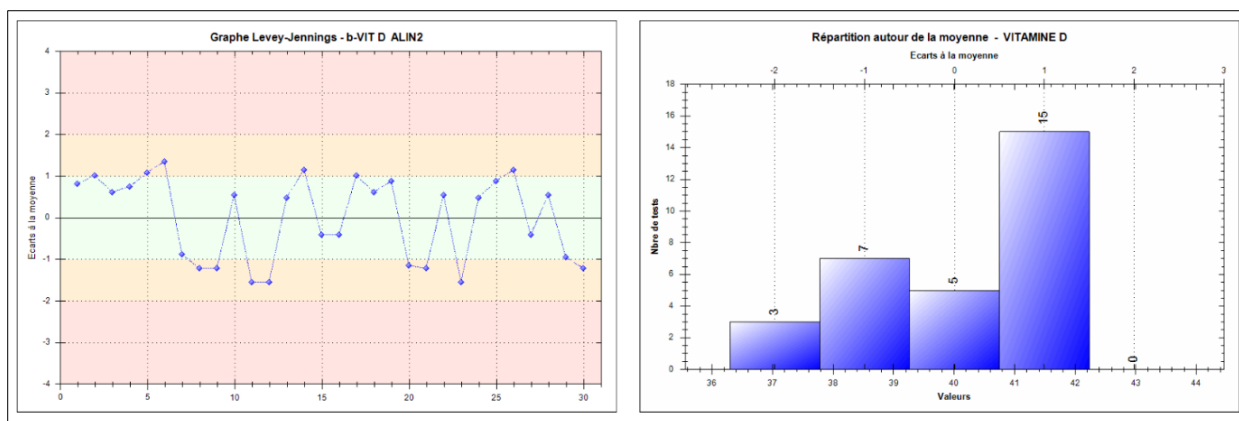 Graphe Levey-Jennings - b-VIT D ALIN2
Ecarts à la moyenne
4
3
2
1
0
-1
-2
-3
-4
0 5 10 15 20 25 30
Répartition autour de la moyenne - VITAMINE D
Ecarts à la moyenne
-2 -1 0 1 2 3
Nbre de tests
18
16
14
12
10
8
6
4
2
0
3 7 5 15 0
36 37 38 39 40 41 42 43 44
Valeurs